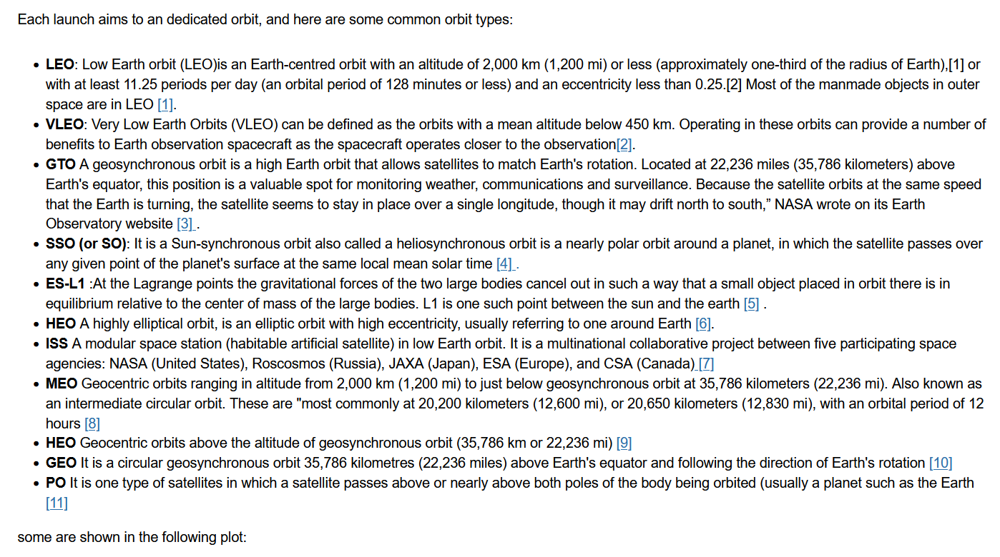 Each launch aims to an dedicated orbit, and here are some common orbit types:
• LEO: Low Earth orbit (LEO)is an Earth-centred orbit with an altitude of 2,000 km (1,200 mi) or less (approximately one-third of the radius of Earth),[1] or
with at least 11.25 periods per day (an orbital period of 128 minutes or less) and an eccentricity less than 0.25.[2] Most of the manmade objects in outer
space are in LEO [1].
• VLEO: Very Low Earth Orbits (VLEO) can be defined as the orbits with a mean altitude below 450 km. Operating in these orbits can provide a number of
benefits to Earth observation spacecraft as the spacecraft operates closer to the observation[2].
• GTO A geosynchronous orbit is a high Earth orbit that allows satellites to match Earth's rotation. Located at 22,236 miles (35,786 kilometers) above
Earth's equator, this position is a valuable spot for monitoring weather, communications and surveillance. Because the satellite orbits at the same speed
that the Earth is turning, the satellite seems to stay in place over a single longitude, though it may drift north to south,” NASA wrote on its Earth
Observatory website [3] .
• SSO (or SO): It is a Sun-synchronous orbit also called a heliosynchronous orbit is a nearly polar orbit around a planet, in which the satellite passes over
any given point of the planet's surface at the same local mean solar time [4] .
• ES-L1 :At the Lagrange points the gravitational forces of the two large bodies cancel out in such a way that a small object placed in orbit there is in
equilibrium relative to the center of mass of the large bodies. L1 is one such point between the sun and the earth [5] .
• HEO A highly elliptical orbit, is an elliptic orbit with high eccentricity, usually referring to one around Earth [6].
• ISS A modular space station (habitable artificial satellite) in low Earth orbit. It is a multinational collaborative project between five participating space
agencies: NASA (United States), Roscosmos (Russia), JAXA (Japan), ESA (Europe), and CSA (Canada) [7]
• MEO Geocentric orbits ranging in altitude from 2,000 km (1,200 mi) to just below geosynchronous orbit at 35,786 kilometers (22,236 mi). Also known as
an intermediate circular orbit. These are "most commonly at 20,200 kilometers (12,600 mi), or 20,650 kilometers (12,830 mi), with an orbital period of 12
hours [8]
• HEO Geocentric orbits above the altitude of geosynchronous orbit (35,786 km or 22,236 mi) [9]
• GEO It is a circular geosynchronous orbit 35,786 kilometres (22,236 miles) above Earth's equator and following the direction of Earth's rotation [10]
• PO It is one type of satellites in which a satellite passes above or nearly above both poles of the body being orbited (usually a planet such as the Earth
[11]
some are shown in the following plot: